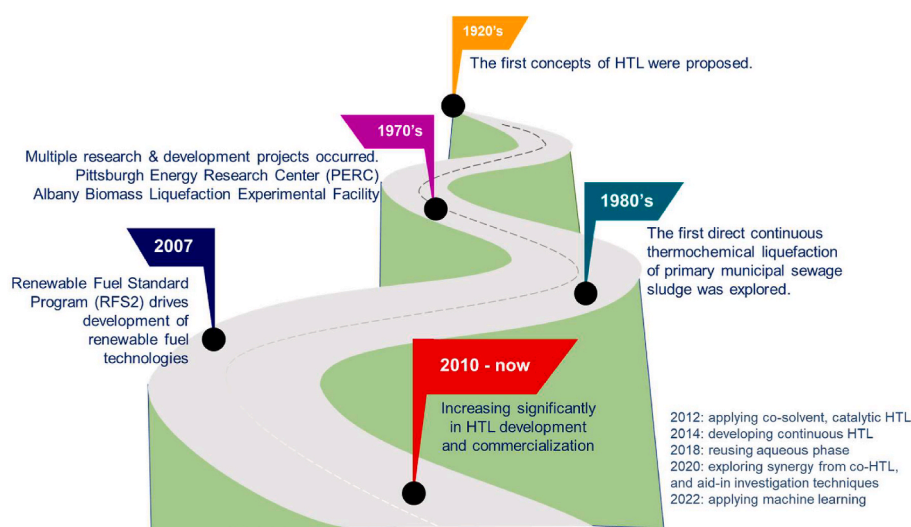 1920's
The first concepts of HTL were proposed.
1970's
Multiple research & development projects occurred.
Pittsburgh Energy Research Center (PERC)
Albany Biomass Liquefaction Experimental Facility
1980's
The first direct continuous
thermochemical liquefaction
of primary municipal sewage
sludge was explored.
2007
Renewable Fuel Standard
Program (RFS2) drives
development of
renewable fuel
technologies
2010 - now
Increasing significantly
in HTL development
and commercialization
2012: applying co-solvent, catalytic HTL
2014: developing continuous HTL
2018: reusing aqueous phase
2020: exploring synergy from co-HTL,
and aid-in investigation techniques
2022: applying machine learning